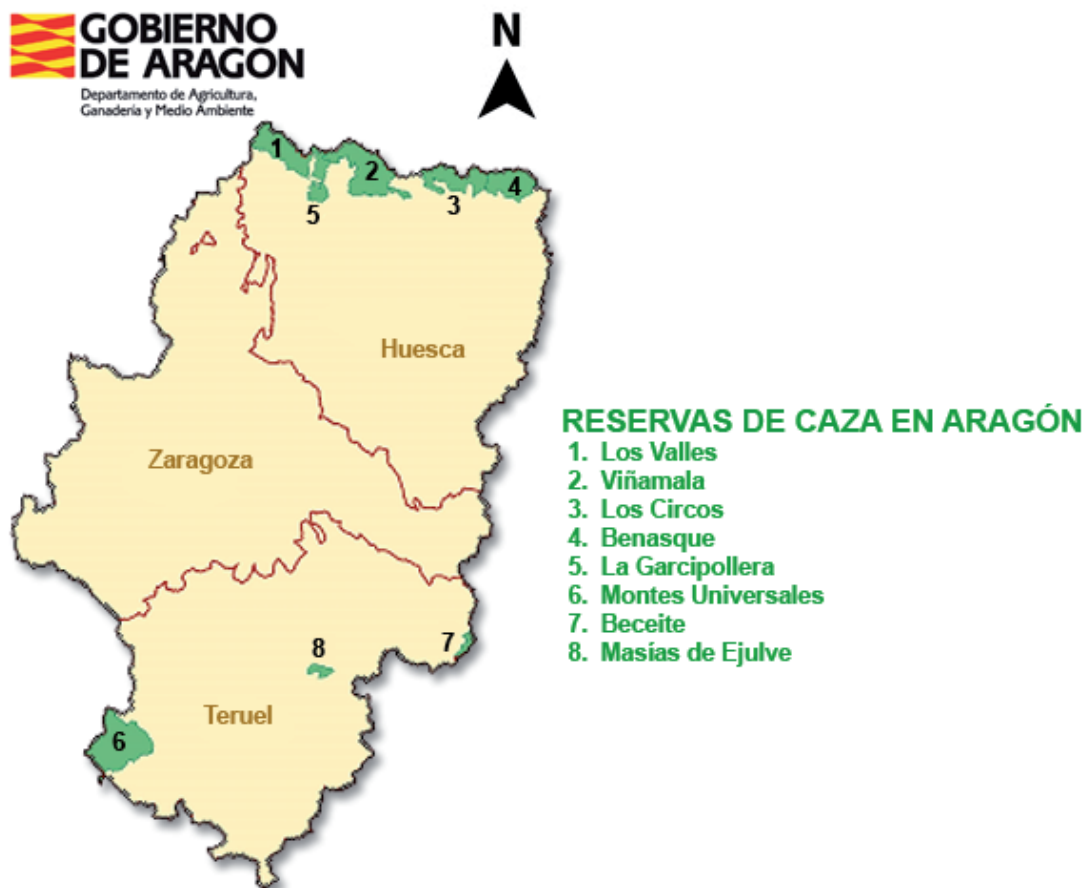 GOBIERNO
DE ARAGON
Departamento de Agricultura,
Ganadería y Medio Ambiente
N
1
2
3
4
5
Huesca
Zaragoza
RESERVAS DE CAZA EN ARAGÓN
1. Los Valles
2. Viñamala
3. Los Circos
4. Benasque
5. La Garcipollera
6. Montes Universales
7. Beceite
8. Masías de Ejulve
7
8
Teruel
6